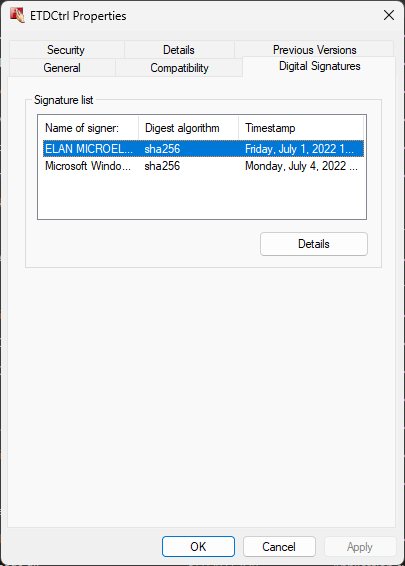 ETDCtrl Properties
Security Details Previous Versions
General Compatibility Digital Signatures
Signature list
Name of signer: Digest algorithm Timestamp
ELAN MICROEL... sha256 Friday, July 1, 2022 1...
Microsoft Windo... sha256 Monday, July 4, 2022 ...
Details
OK Cancel Apply